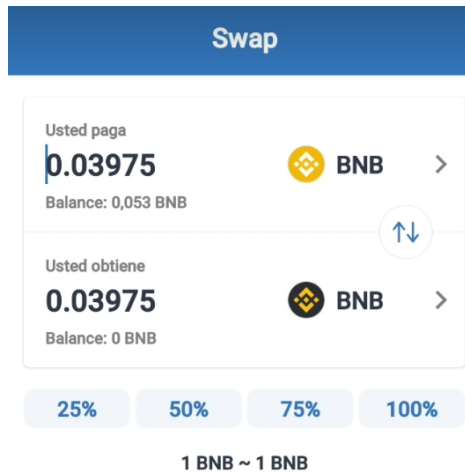 Swap
Usted paga
0.03975 BNB
Balance: 0,053 BNB
Usted obtiene
0.03975 BNB
Balance: 0 BNB
25% 50% 75% 100%
1 BNB ~ 1 BNB